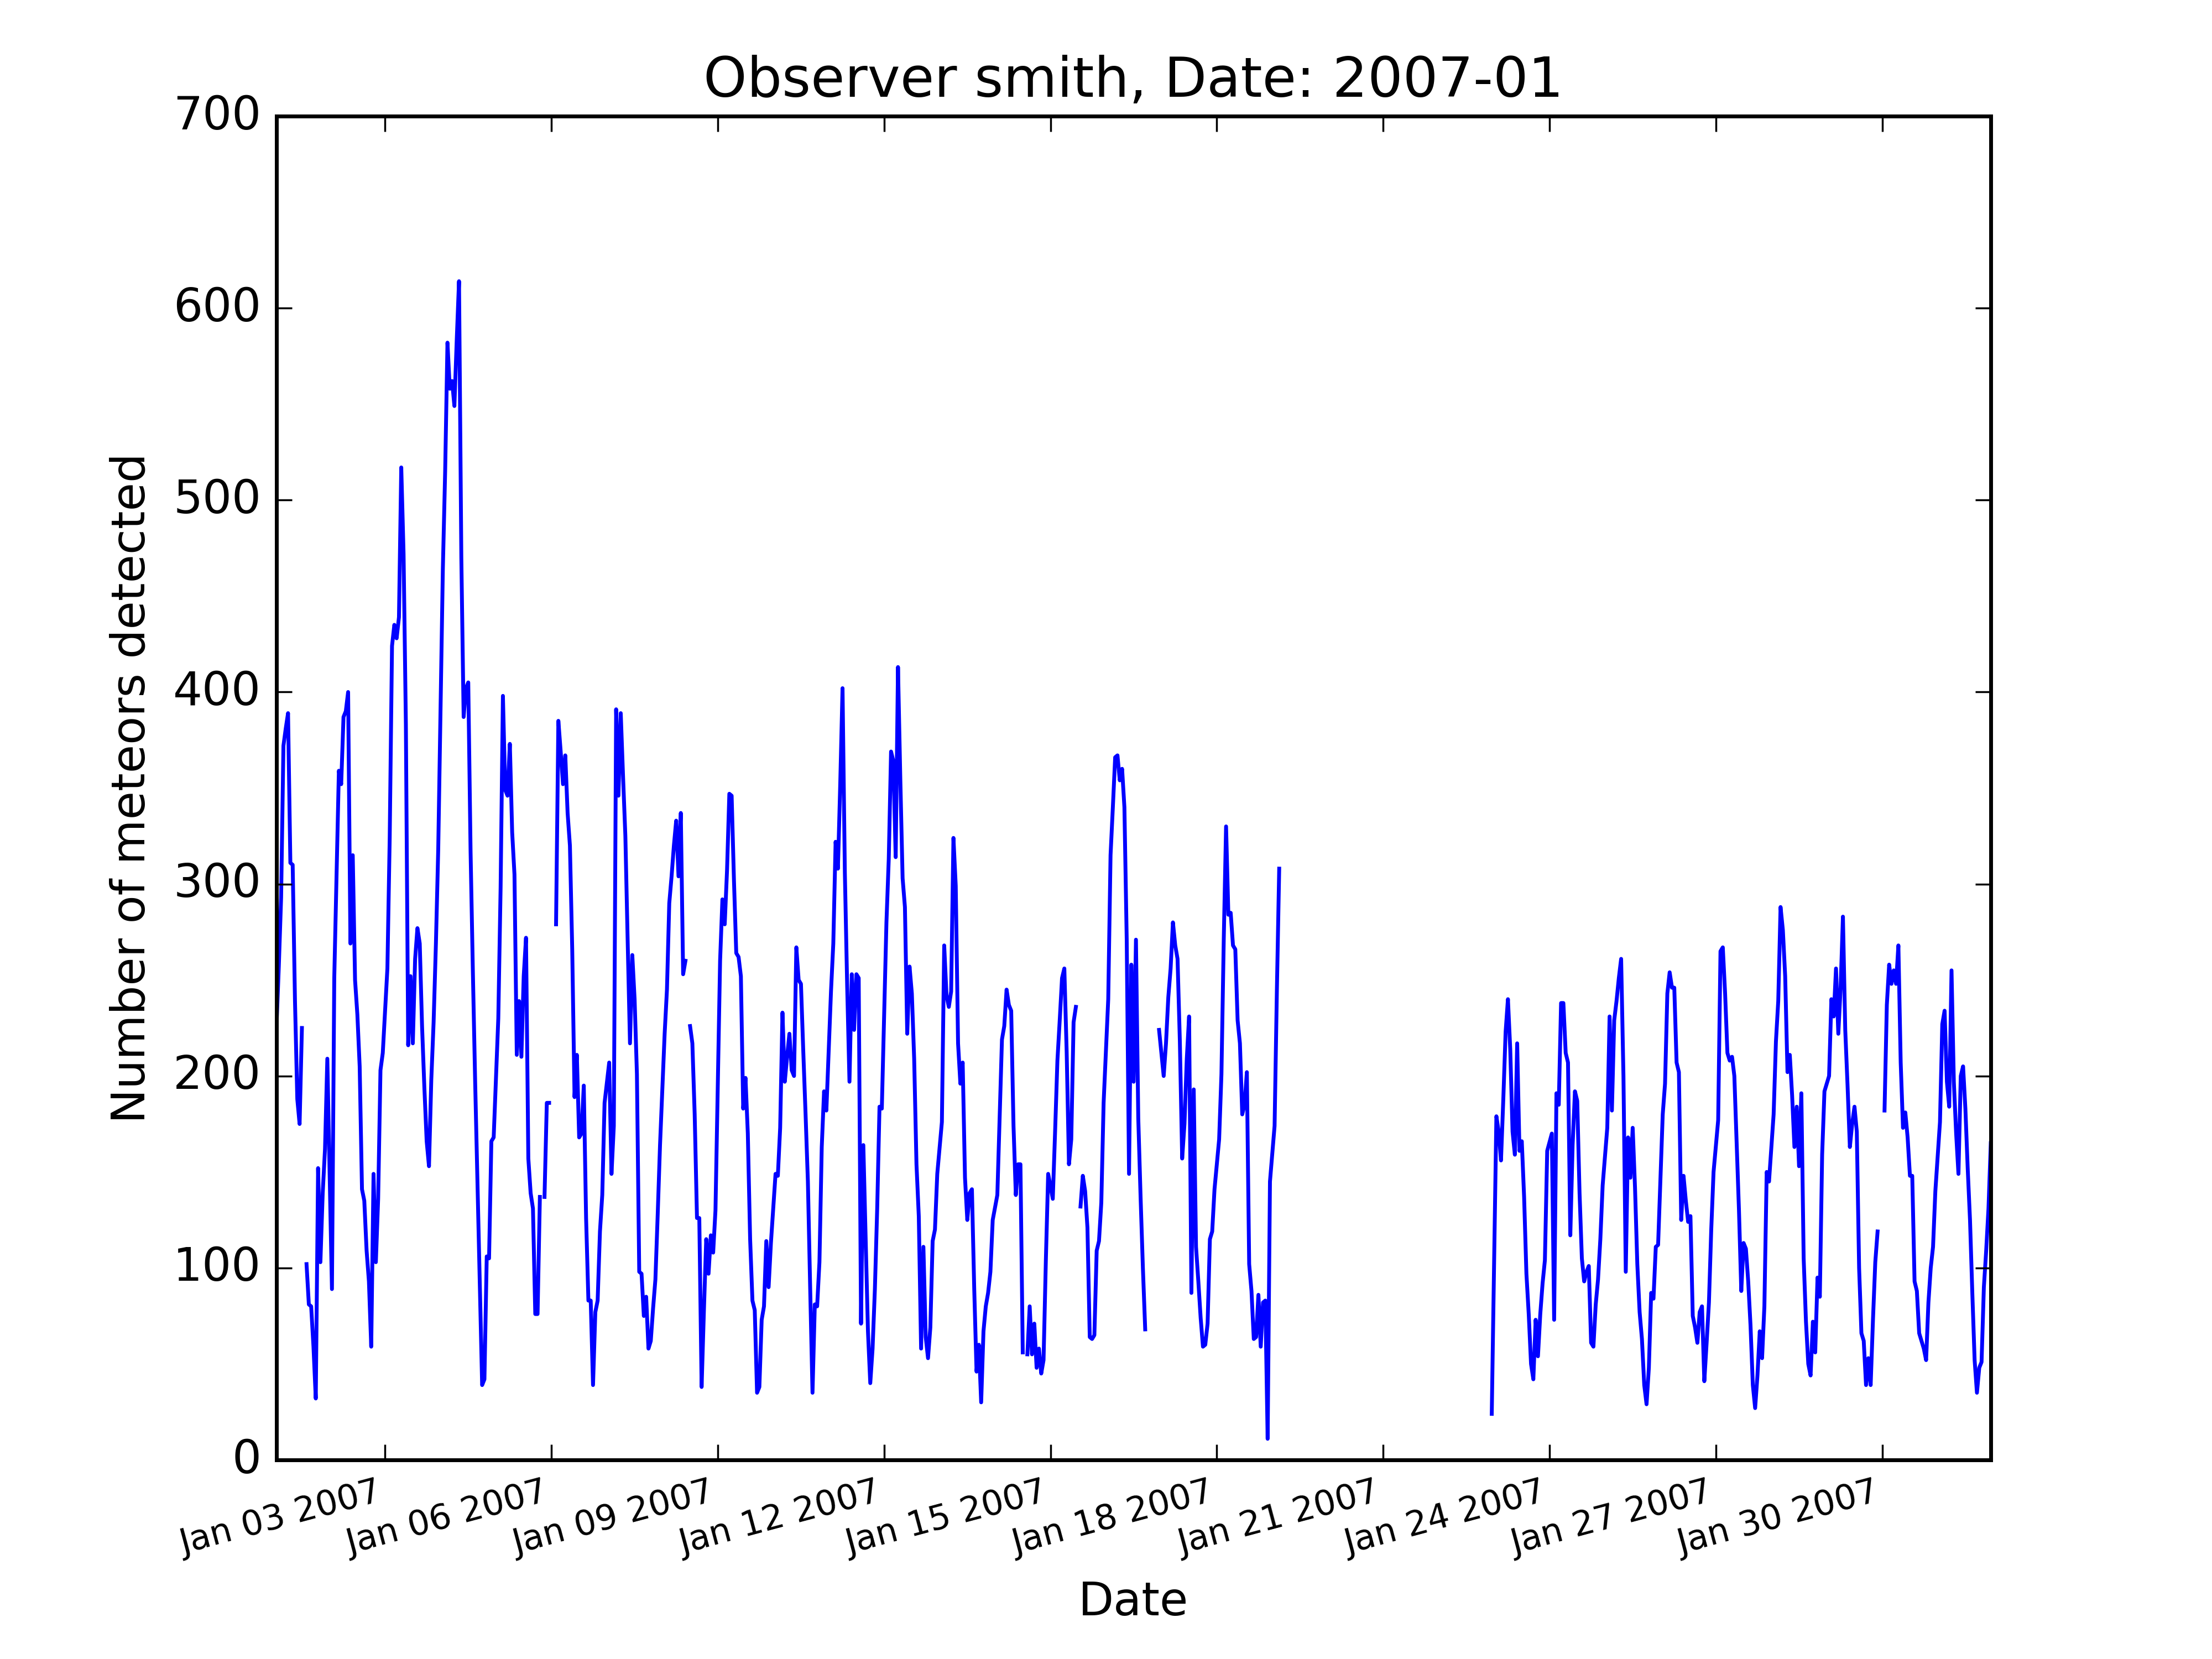 Observer smith, Date: 2007-01
Number of meteors detected
700
600
500
400
300
200
100
0
Jan 03 2007
Jan 06 2007
Jan 09 2007
Jan 12 2007
Jan 15 2007
Jan 18 2007
Jan 21 2007
Jan 24 2007
Jan 27 2007
Jan 30 2007
Date